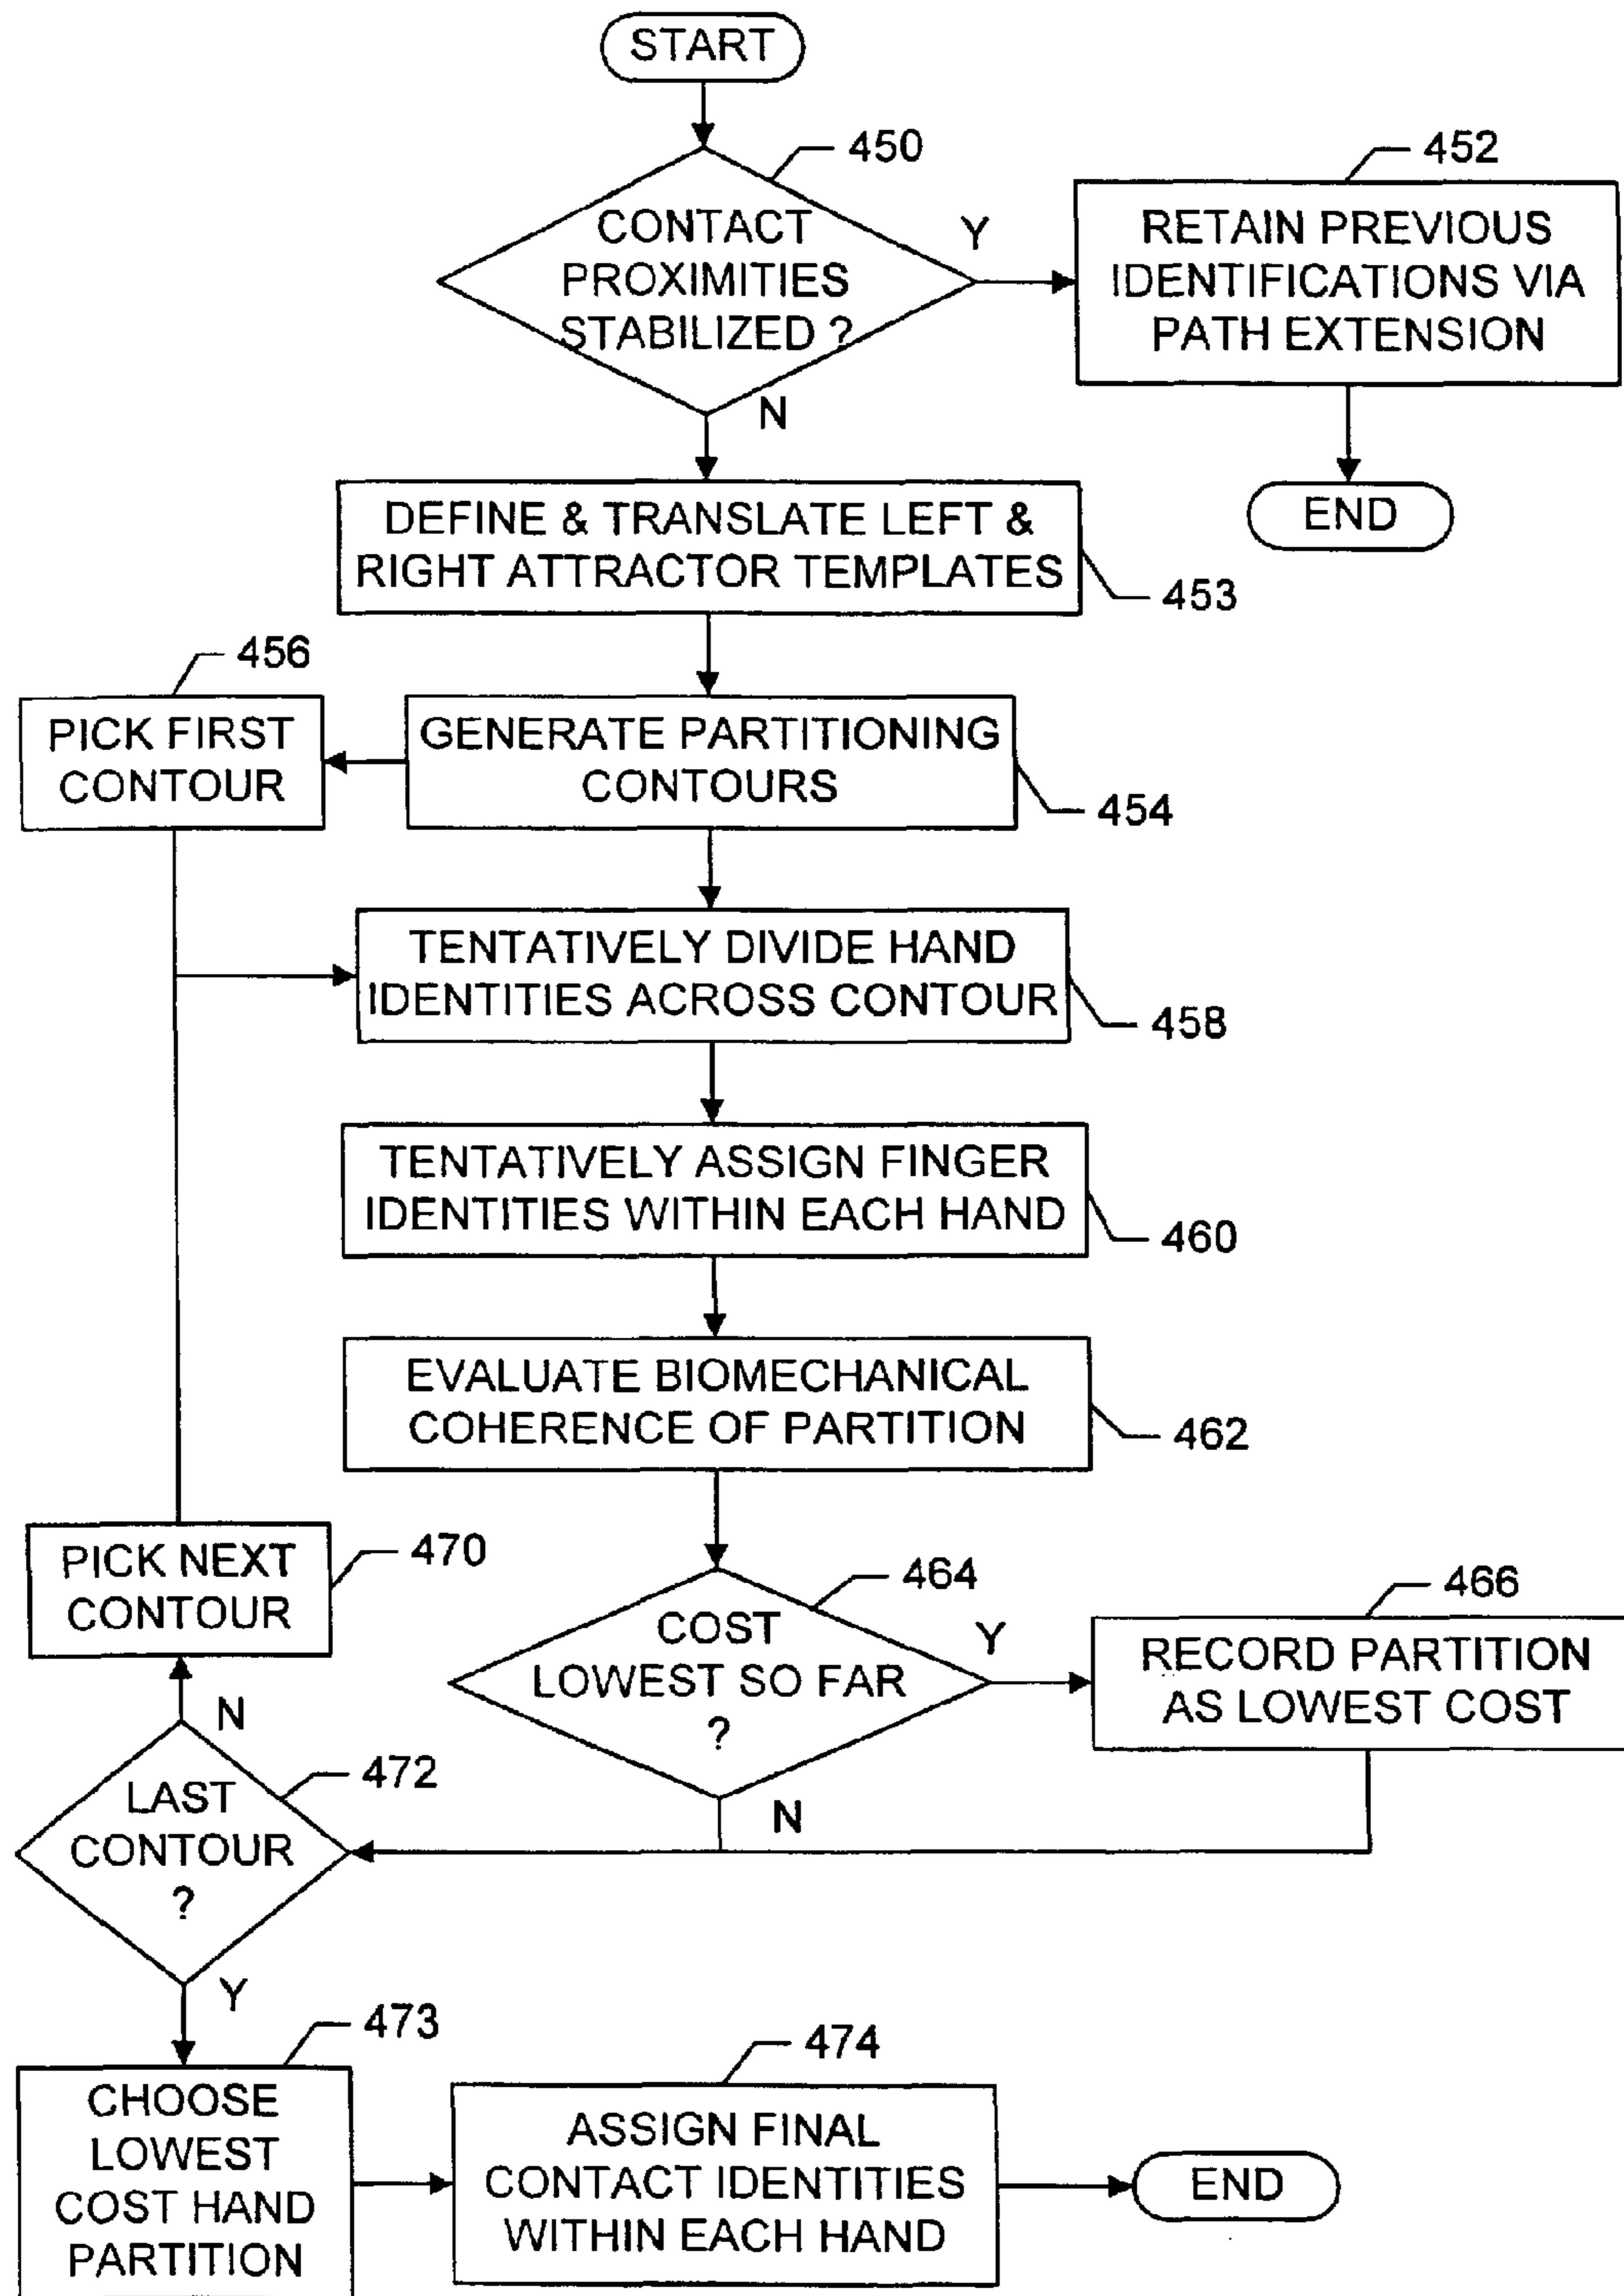 START
450
CONTACT
PROXIMITIES
STABILIZED ?
Y
N
452
RETAIN PREVIOUS
IDENTIFICATIONS VIA
PATH EXTENSION
END
DEFINE & TRANSLATE LEFT &
RIGHT ATTRACTOR TEMPLATES
453
456
PICK FIRST
CONTOUR
GENERATE PARTITIONING
CONTOURS
454
TENTATIVELY DIVIDE HAND
IDENTITIES ACROSS CONTOUR
458
TENTATIVELY ASSIGN FINGER
IDENTITIES WITHIN EACH HAND
460
EVALUATE BIOMECHANICAL
COHERENCE OF PARTITION
462
PICK NEXT
CONTOUR
470
464
COST
LOWEST SO FAR
?
Y
N
466
RECORD PARTITION
AS LOWEST COST
N
472
LAST
CONTOUR
?
Y
473
CHOOSE
LOWEST
COST HAND
PARTITION
474
ASSIGN FINAL
CONTACT IDENTITIES
WITHIN EACH HAND
END